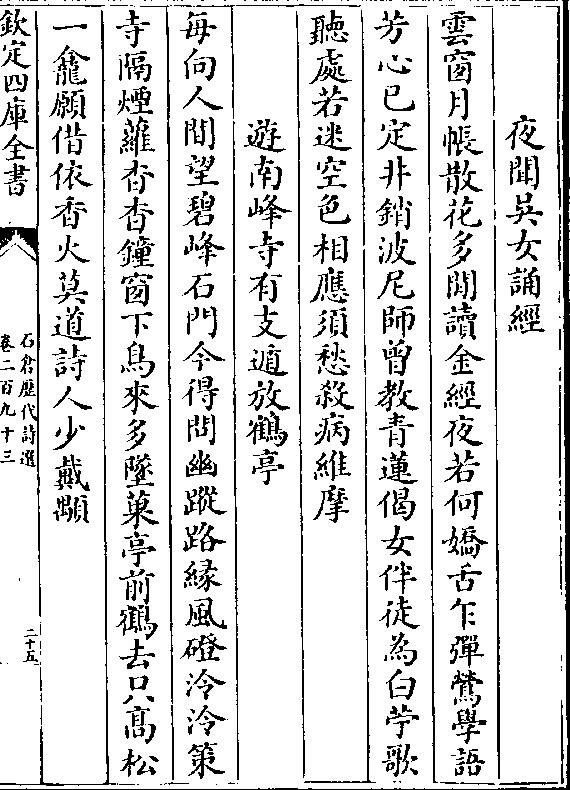 夜聞吳女誦經
雲窗月帳散花多閒讀金經夜若何嬌舌乍彈鶯學語
芳心已定非銷波尼師曾教青蓮偈女伴徒為白苧歌
聽處若迷空色相應須愁殺病維摩
遊南峰寺有支遁放鶴亭
每向人間望碧峰石門今得問幽蹤路緣風磴泠泠策
寺隔煙蘿杳杳鐘窗下鳥來多墜菓亭前鶴去只高松
一龕願借依香火莫道詩人少戴顒
欽定四庫全書
石倉歷代詩選
卷二百九十三
二十五